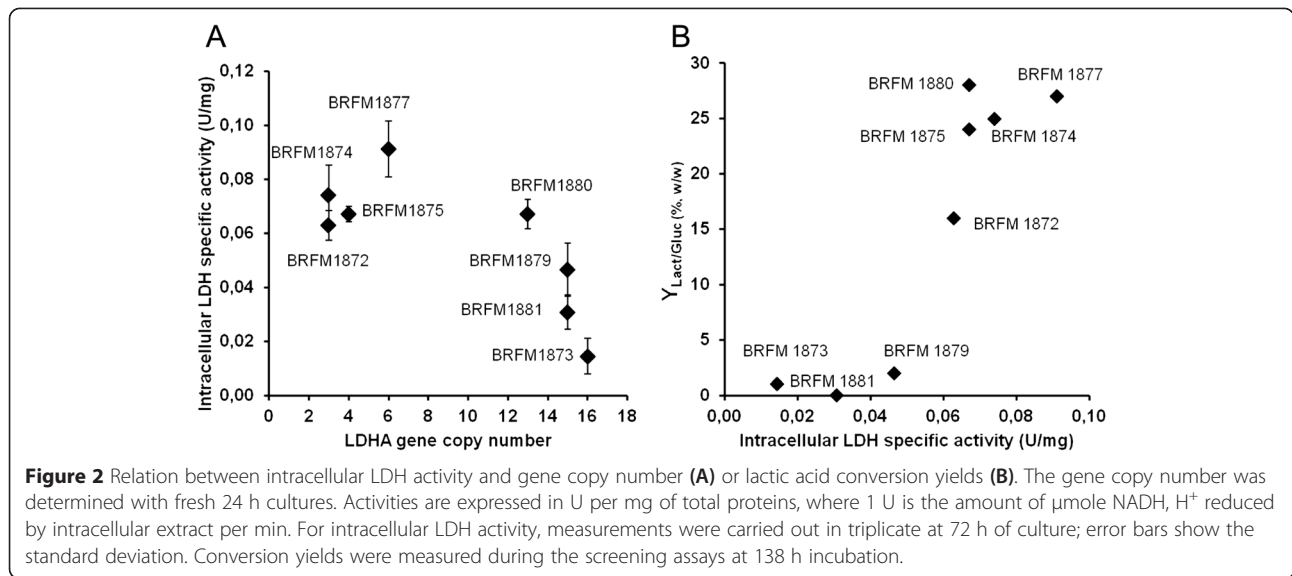 A
0,12
0,10
0,08
0,06
0,04
0,02
0,00
0 2 4 6 8 10 12 14 16 18
Intracellular LDH specific activity (U/mg)
LDHA gene copy number
BRFM1877
BRFM1874
BRFM1875
BRFM1872
BRFM1880
BRFM1879
BRFM1881
BRFM1873
B
30
25
20
15
10
5
0
0,00 0,02 0,04 0,06 0,08 0,10
Y Lact/Gluc (%, w/w)
Intracellular LDH specific activity (U/mg)
BRFM 1880
BRFM 1877
BRFM 1875
BRFM 1874
BRFM 1872
BRFM 1873
BRFM 1879
BRFM 1881
Figure 2 Relation between intracellular LDH activity and gene copy number (A) or lactic acid conversion yields (B). The gene copy number was
determined with fresh 24 h cultures. Activities are expressed in U per mg of total proteins, where 1 U is the amount of μmole NADH, H⁺ reduced
by intracellular extract per min. For intracellular LDH activity, measurements were carried out in triplicate at 72 h of culture; error bars show the
standard deviation. Conversion yields were measured during the screening assays at 138 h incubation.